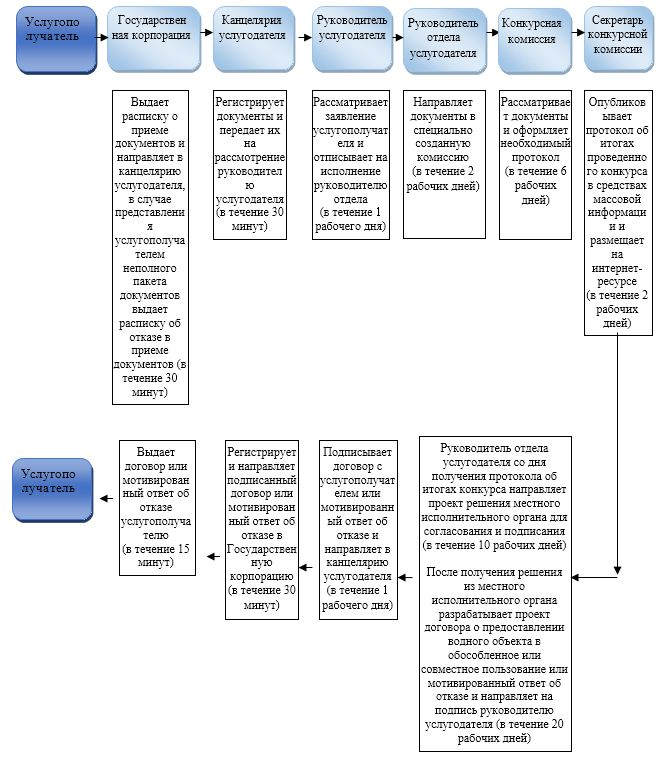 Услугопо
лучатель
Государствен
ная корпорация
Канцелярия
услугодателя
Руководитель
услугодателя
Руководитель
отдела
услугодателя
Конкурсная
комиссия
Секретарь
конкурсной
комиссии
Выдает
расписку о
приеме
документов и
направляет в
канцелярию
услугодателя,
в случае
представлени
я
услугополуча
телем
неполного
пакета
документов
выдает
расписку об
отказе в
приеме
документов (в
течение 30
минут)
Регистрирует
документы и
передает их
на
рассмотрение
руководител
ю
услугодателя
(в течение 30
минут)
Рассматривает
заявление
услугополучат
еля и
отписывает на
исполнение
руководителю
отдела
(в течение 1
рабочего дня)
Направляет
документы в
специально
созданную
комиссию
(в течение 2
рабочих дней)
Рассматривае
т документы
и оформляет
необходимый
протокол
(в течение 6
рабочих
дней)
Опубликов
ывает
протокол об
итогах
проведенно
го конкурса
в средствах
массовой
информаци
и и
размещает
на
интернет-
ресурсе
(в течение 2
рабочих
дней)
Услугопо
лучатель
Выдает
договор или
мотивирован
ный ответ об
отказе
услугополуча
телю
(в течение 15
минут)
Регистрирует
и направляет
подписанный
договор или
мотивирован
ный ответ об
отказе в
Государствен
ную
корпорацию
(в течение 30
минут)
Подписывает
договор с
услугополучат
елем или
мотивированн
ый ответ об
отказе и
направляет в
канцелярию
услугодателя
(в течение 1
рабочего дня)
Руководитель отдела
услугодателя со дня
получения протокола об
итогах конкурса направляет
проект решения местного
исполнительного органа для
согласования и подписания
(в течение 10 рабочих дней)
После получения решения
из местного
исполнительного органа
разрабатывает проект
договора о предоставлении
водного объекта в
обособленное или
совместное пользование или
мотивированный ответ об
отказе и направляет на
подпись руководителю
услугодателя (в течение 20
рабочих дней)